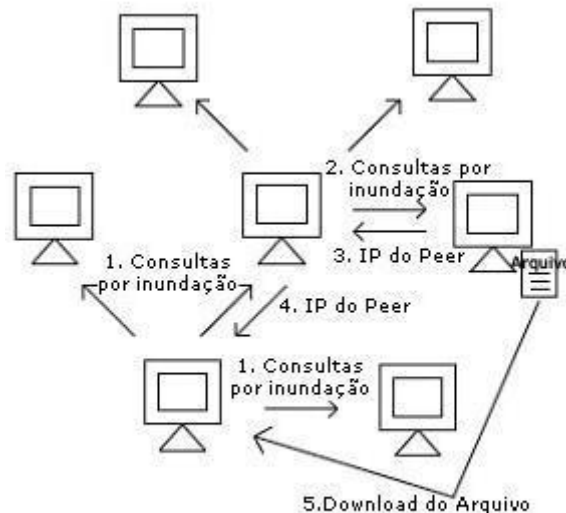 2. Consultas por
inundação
3. IP do Peer
Arquivo
1. Consultas
por inundação
4. IP do Peer
1. Consultas
por inundação
5.Download do Arquivo